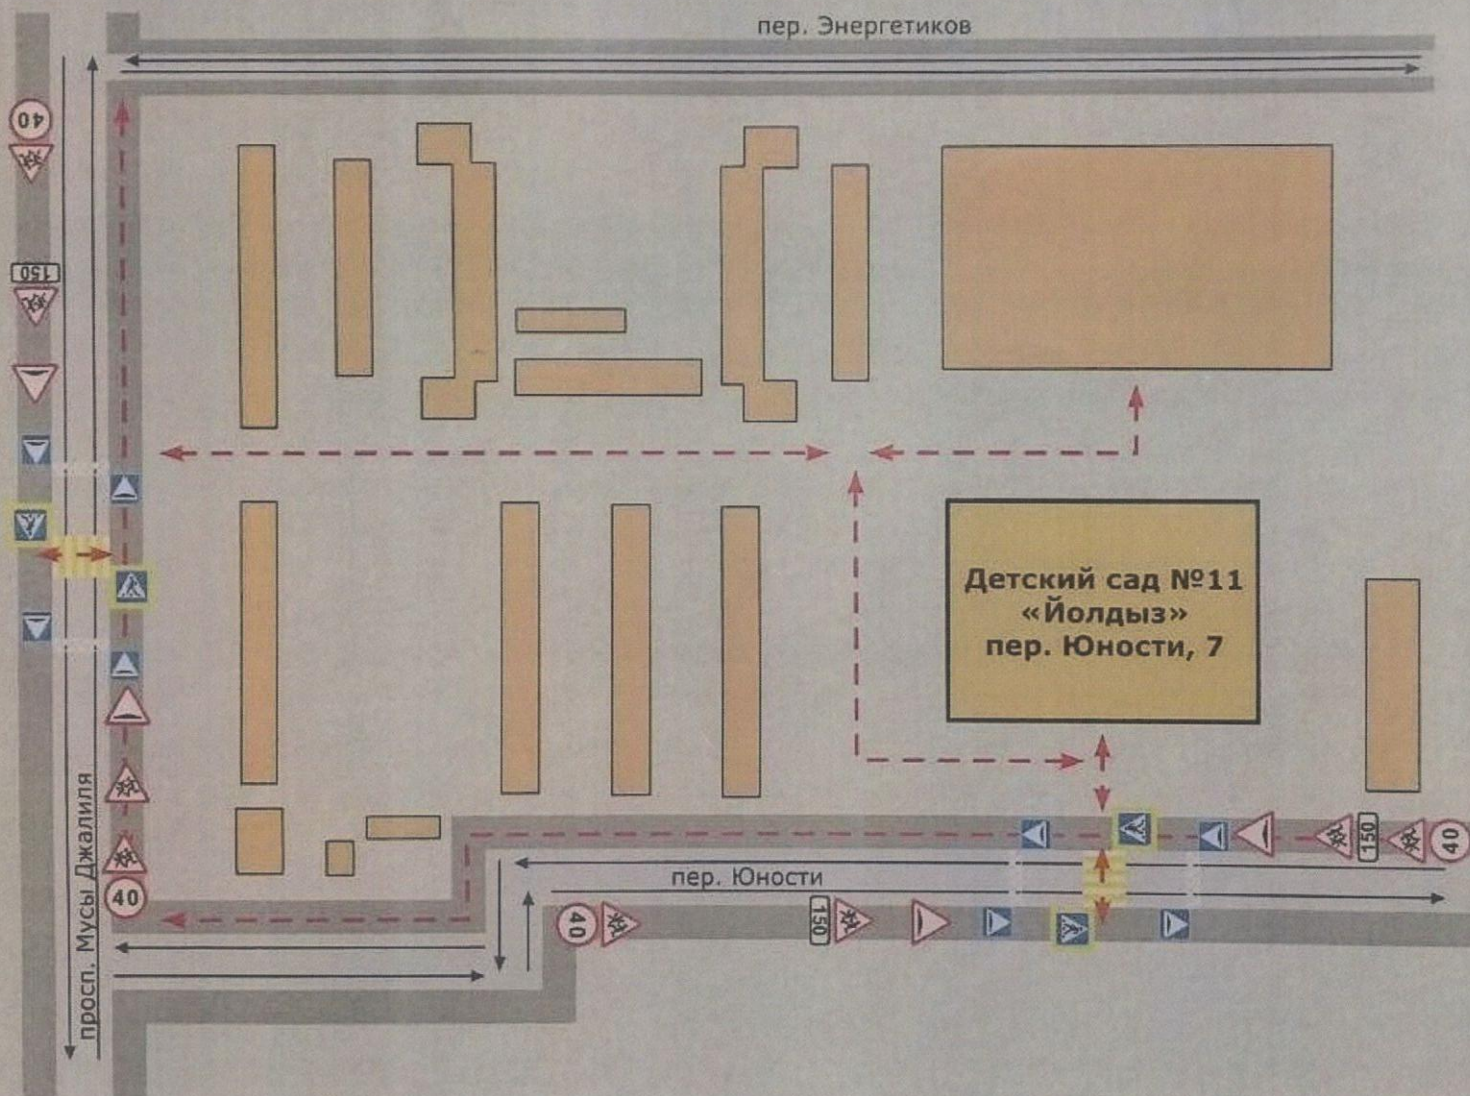 пер. Энергетиков
40
150
Детский сад №11
«Йолдыз»
пер. Юности, 7
просп. Мусы Джалиля
40
пер. Юности
150
40
40
150